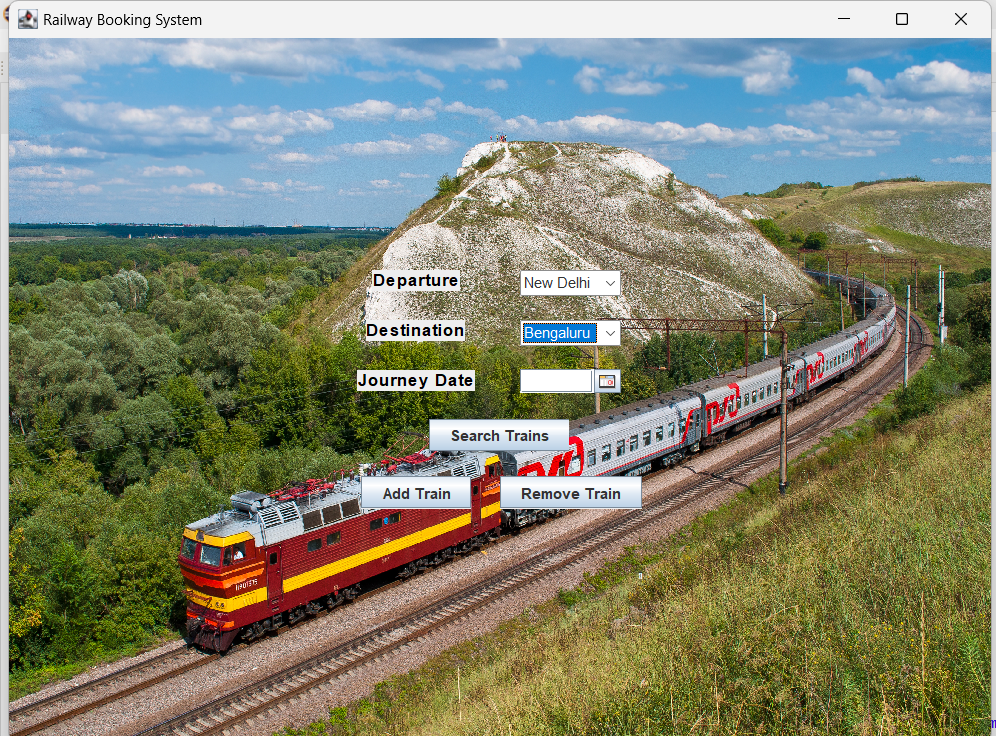 Railway Booking System
Departure
New Delhi
Destination
Bengaluru
Journey Date
Search Trains
Add Train
Remove Train